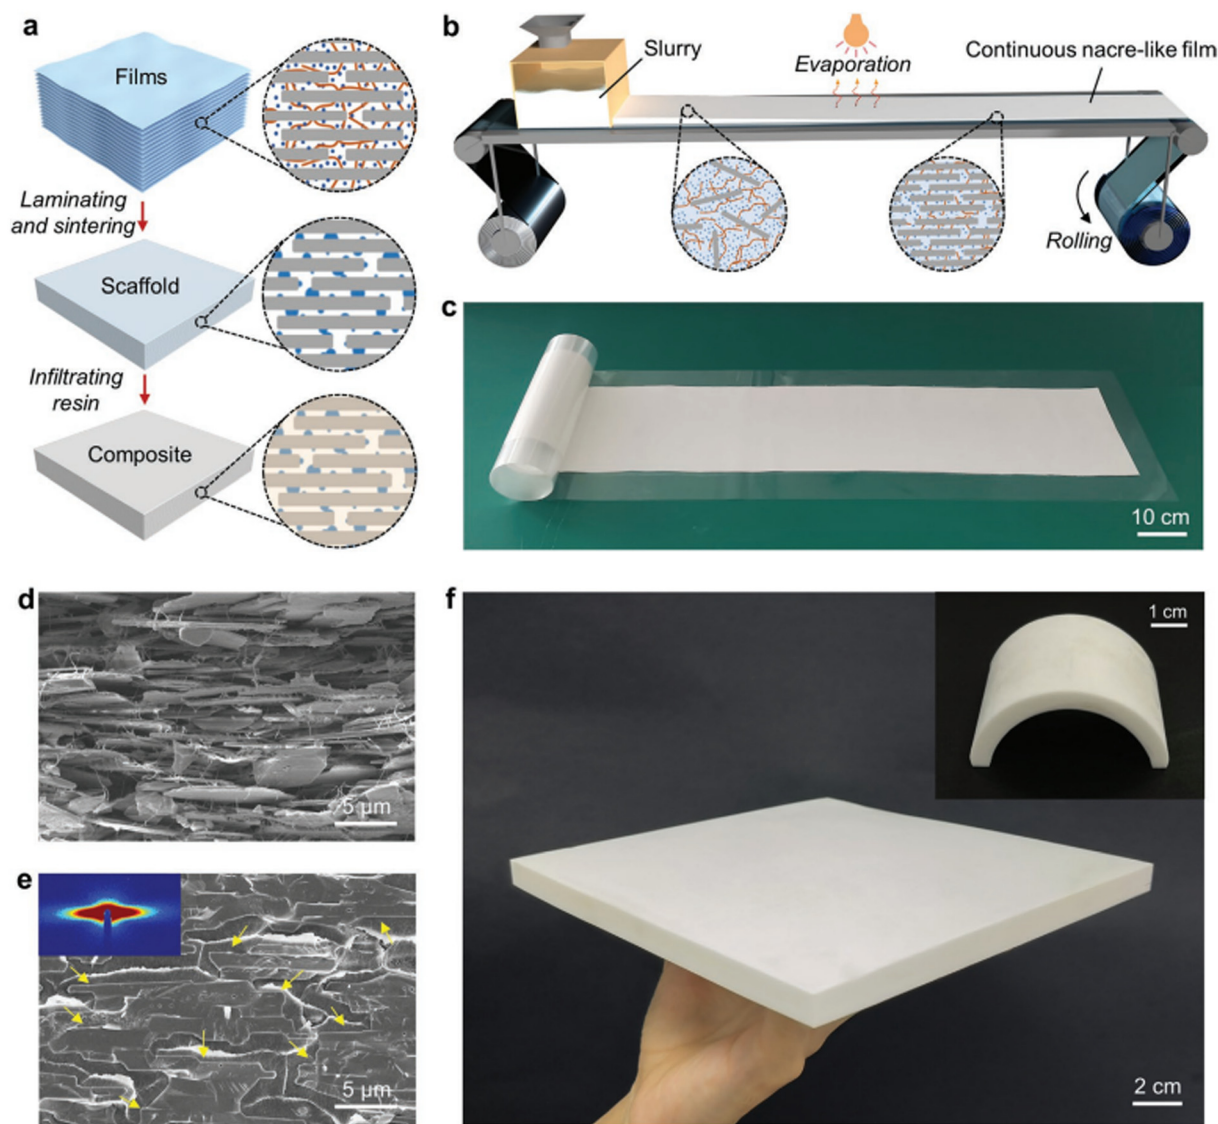 a
Films
Laminating
and sintering
Scaffold
Infiltrating
resin
Composite
b
Slurry
Evaporation
Continuous nacre-like film
Rolling
c
10 cm
d
5 µm
e
5 µm
f
1 cm
2 cm